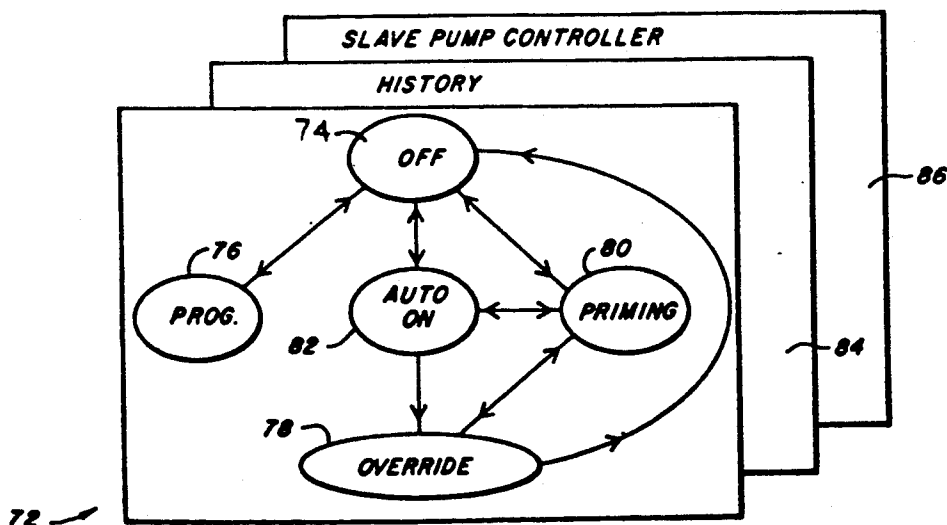 SLAVE PUMP CONTROLLER
HISTORY
74
OFF
86
76
80
PROG.
AUTO
ON
PRIMING
82
84
78
OVERRIDE
72